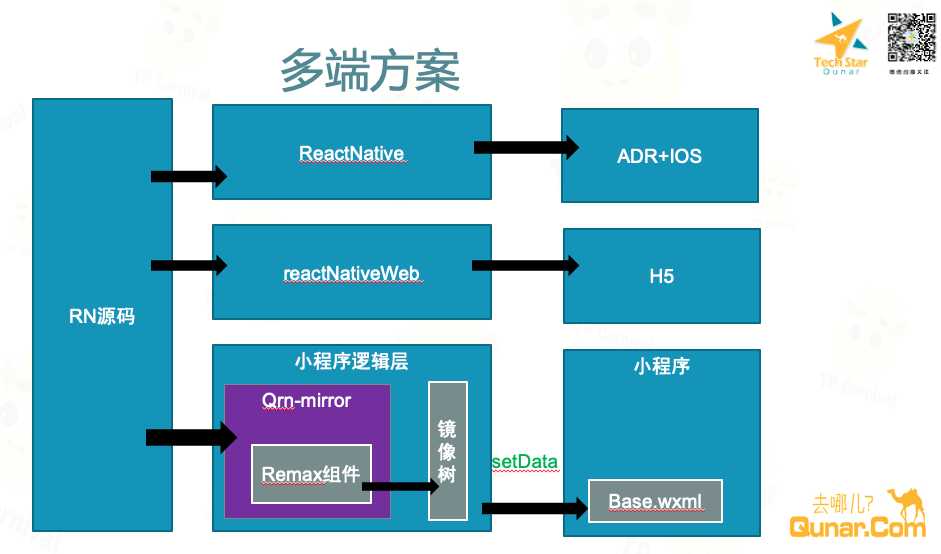 多端方案
Tech Star
Qunar
微信扫描关注
RN源码
ReactNative
ADR+IOS
reactNativeWeb
H5
小程序逻辑层
Qrn-mirror
Remax组件
镜像树
setData
小程序
Base.wxml
去哪儿?
Qunar.Com
TP Carnival
TP Carnival